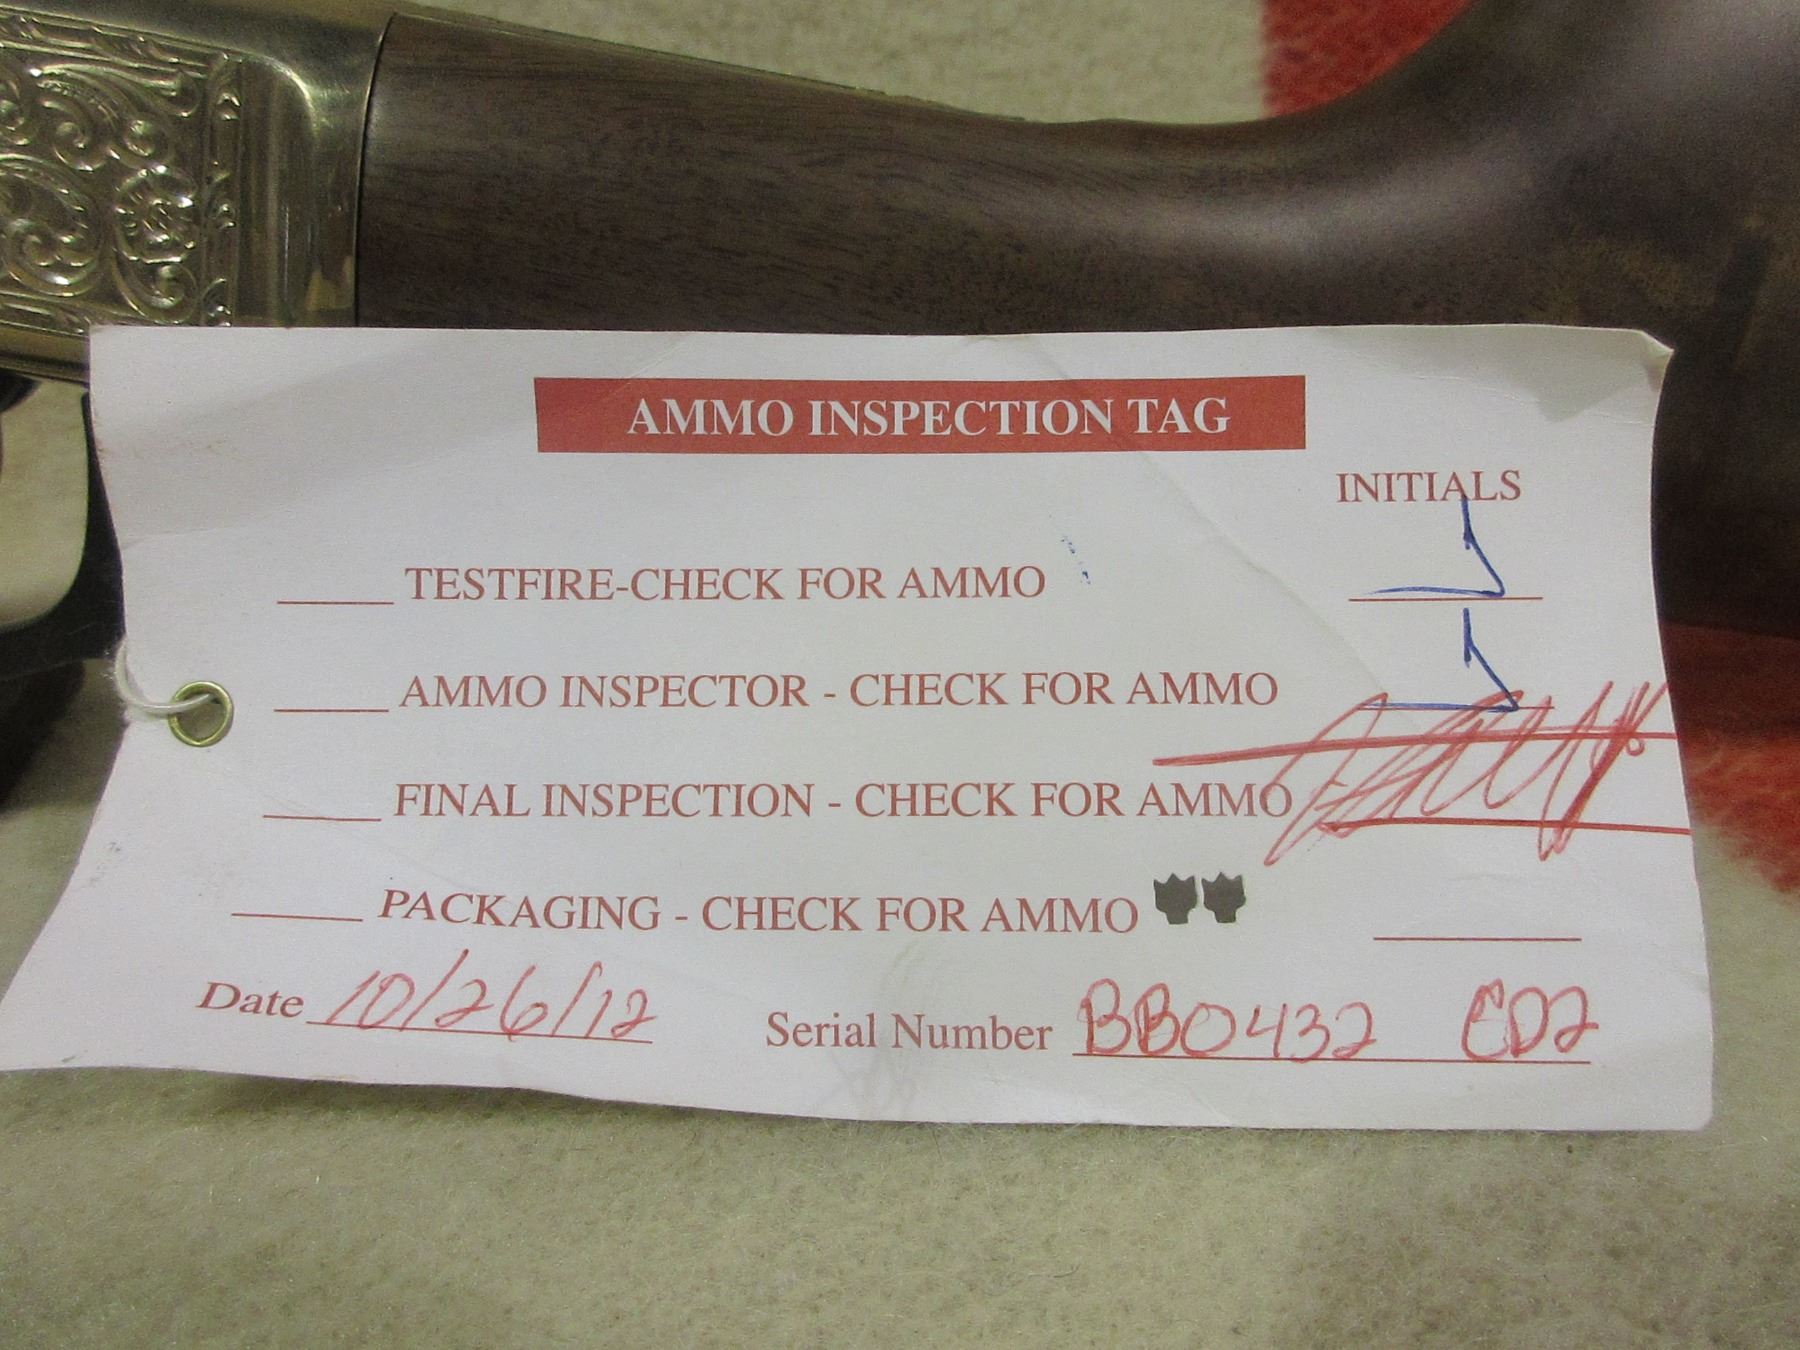 AMMO INSPECTION TAG
INITIALS
TESTFIRE-CHECK FOR AMMO
AMMO INSPECTOR - CHECK FOR AMMO
FINAL INSPECTION - CHECK FOR AMMO
PACKAGING - CHECK FOR AMMO
Date 10/26/12 Serial Number BB0432 CD2